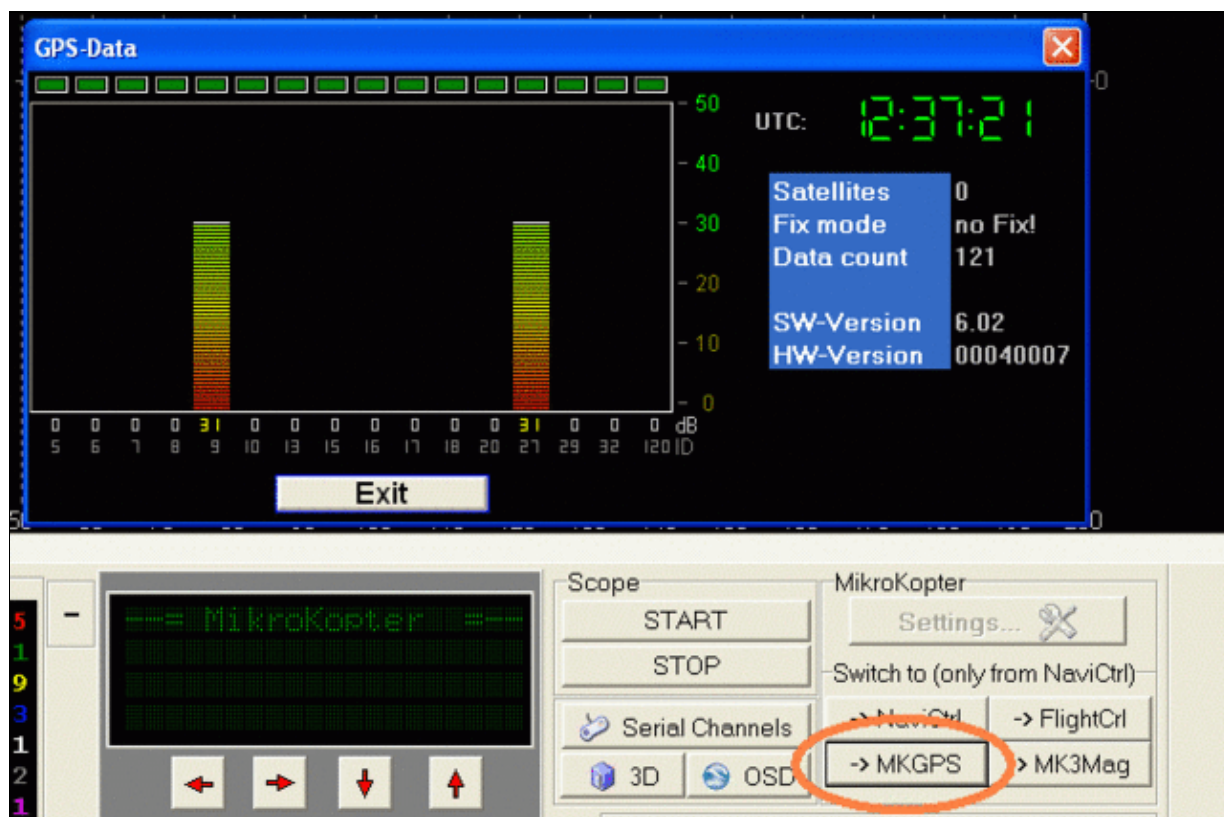 GPS-Data
-0
50
40
30
20
10
0
UTC: 12:37:21
Satellites 0
Fix mode no Fix!
Data count 121
SW-Version 6.02
HW-Version 00040007
0 0 0 0 31 0 0 0 0 0 0 0 31 0 0 0 dB
5 6 7 8 9 10 13 15 16 17 18 20 27 29 32 120 ID
Exit
5
1
9
3
1
2
1
--= MikroKopter =--
Scope
START
STOP
Serial Channels
3D
OSD
MikroKopter
Settings...
Switch to (only from NaviCtrl)
-> NaviCtrl
-> FlightCrl
-> MKGPS
> MK3Mag